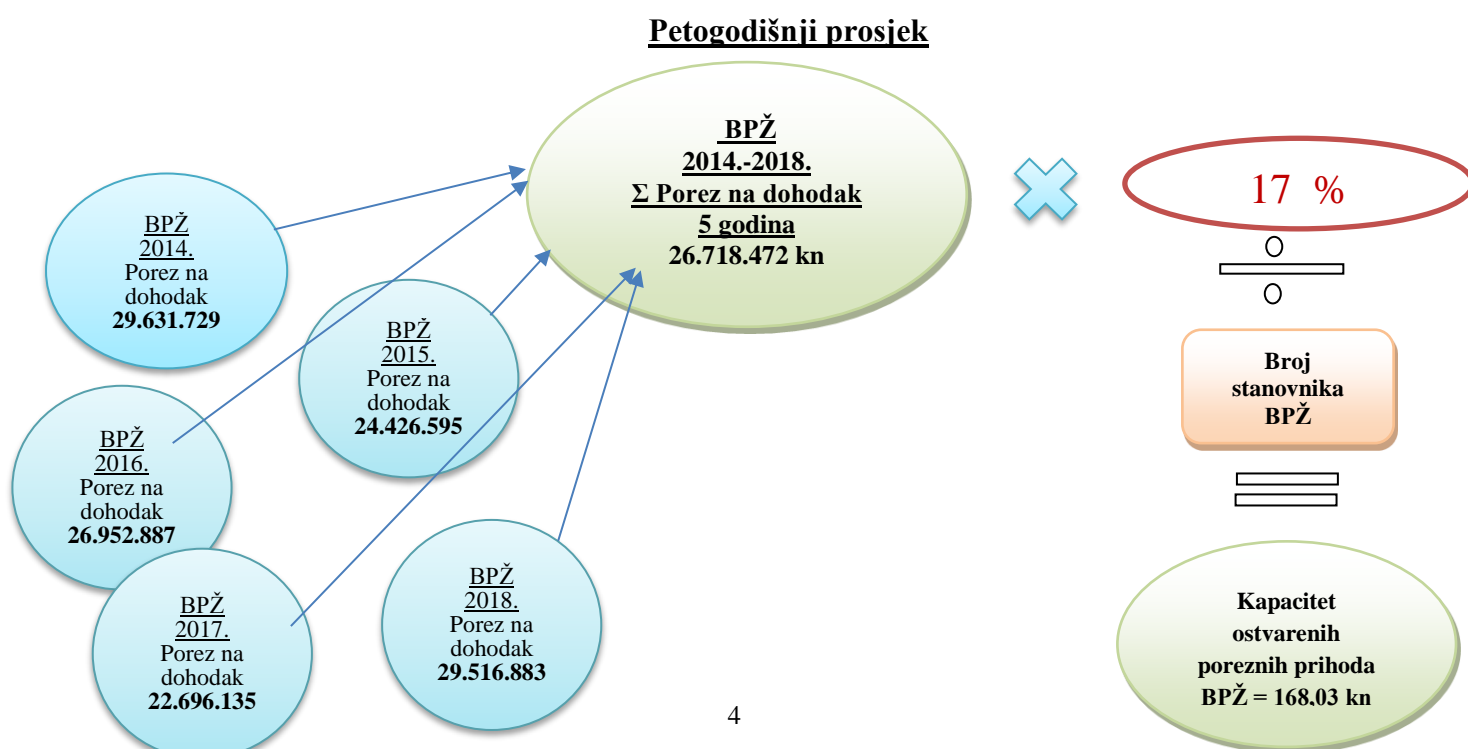 Petogodišnji prosjek
BPŽ
2014.-2018.
Σ Porez na dohodak
5 godina
26.718.472 kn
17 %
BPŽ
2014.
Porez na
dohodak
29.631.729
BPŽ
2015.
Porez na
dohodak
24.426.595
BPŽ
2016.
Porez na
dohodak
26.952.887
BPŽ
2017.
Porez na
dohodak
22.696.135
BPŽ
2018.
Porez na
dohodak
29.516.883
Broj
stanovnika
BPŽ
Kapacitet
ostvarenih
poreznih prihoda
BPŽ = 168,03 kn
4